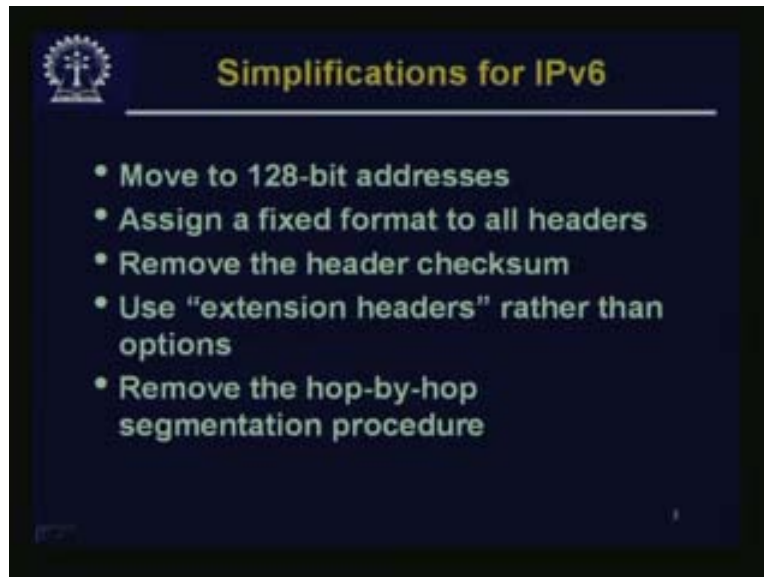 Simplifications for IPv6
• Move to 128-bit addresses
• Assign a fixed format to all headers
• Remove the header checksum
• Use “extension headers” rather than
options
• Remove the hop-by-hop
segmentation procedure